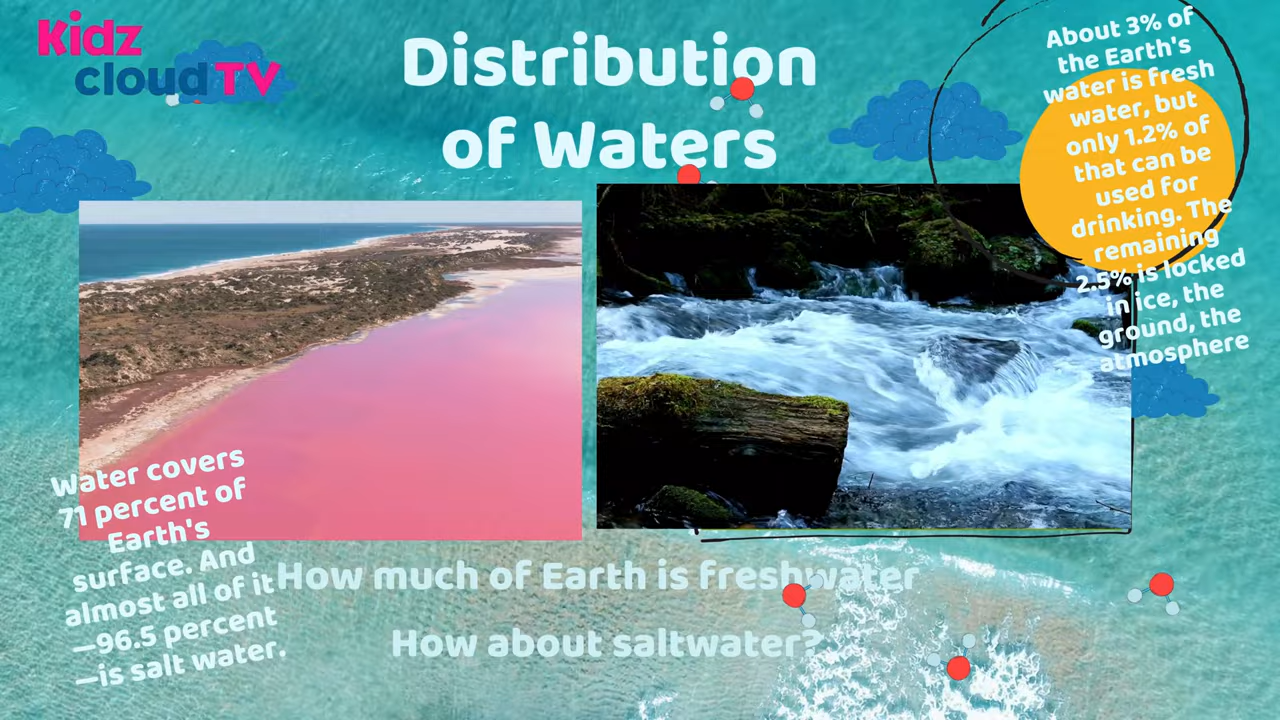 Kidz
cloud TV
Distribution
of Waters
About 3% of
the Earth's
water is fresh
water, but
only 1.2% of
that can be
used for
drinking. The
remaining
2.5% is locked
in ice, the
ground, the
atmosphere
Water covers
71 percent of
Earth's
surface. And
almost all of it
—96.5 percent
—is salt water.
How much of Earth is freshwater
How about saltwater?